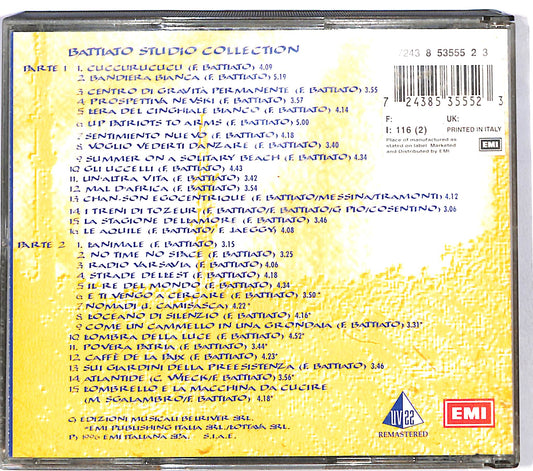 BATTIATO STUDIO COLLECTION
7243 8 53555 2 3
PARTE 1 1. CUCCURUCUCU (F. BATTIATO) 4.09
2. BANDIERA BIANCA (F. BATTIATO) 5.19
3. CENTRO DI GRAVITÀ PERMANENTE (F. BATTIATO) 3.55
4. PROSPETTIVA NEVSKI (F. BATTIATO) 3.57
5. L'ERA DEL CINGHIALE BIANCO (F. BATTIATO) 4.14
6. UP PATRIOTS TO ARMS (F. BATTIATO) 5.00
7. SENTIMIENTO NUEVO (F. BATTIATO) 4.18
8. VOGLIO VEDERTI DANZARE (F. BATTIATO) 3.40
9. SUMMER ON A SOLITARY BEACH (F. BATTIATO) 4.34
10. GLI UCCELLI (F. BATTIATO) 4.43
11. UN'ALTRA VITA (F. BATTIATO) 3.42
12. MAL D'AFRICA (F. BATTIATO) 3.54
13. CHAN-SON EGOCENTRIQUE (F. BATTIATO/MESSINA/TRAMONTI) 4.12
14. I TRENI DI TOZEUR (F. BATTIATO/F. BATTIATO/G PIO/COSENTINO) 3.06
15. LA STAGIONE DELL'AMORE (F. BATTIATO) 3.46
16. LE AQUILE (F. BATTIATO/ F. JAEGGY) 4.08
PARTE 2 1. L'ANIMALE (F. BATTIATO) 3.15
2. NO TIME NO SPACE (F. BATTIATO) 3.25
3. RADIO VARSAVIA (F. BATTIATO) 4.06
4. STRADE DELL'EST (F. BATTIATO) 4.18
5. IL RE DEL MONDO (F. BATTIATO) 4.34
6. E TI VENGO A CERCARE (F. BATTIATO) 3.50*
7. NOMADI (J. CAMISASCA) 4.22*
8. L'OCEANO DI SILENZIO (F. BATTIATO) 4.16*
9. COME UN CAMMELLO IN UNA GRONDAIA (F. BATTIATO) 3.31*
10. L'OMBRA DELLA LUCE (F. BATTIATO) 4.52*
11. POVERA PATRIA (F. BATTIATO) 3.44*
12. CAFFÈ DE LA PAIX (F. BATTIATO) 4.23*
13. SUI GIARDINI DELLA PREESISTENZA (F. BATTIATO) 3.46
14. ATLANTIDE (C. WIECK/F. BATTIATO) 3.56*
15. L'OMBRELLO E LA MACCHINA DA CUCIRE
(M SGALAMBRO/F. BATTIATO) 4.18*
7 24385 35552 3
F: UK:
I: 116 (2) PRINTED IN ITALY
Place of manufacture as
stated on label. Marketed
and Distributed by EMI.
EMI
EDIZIONI MUSICALI BELRIVER SRL.
*EMI PUBLISHING ITALIA SRL/L'OTTAVA SRL.
P) 1996 EMI ITALIANA SPA. S.I.A.E.
UV22
REMASTERED
EMI